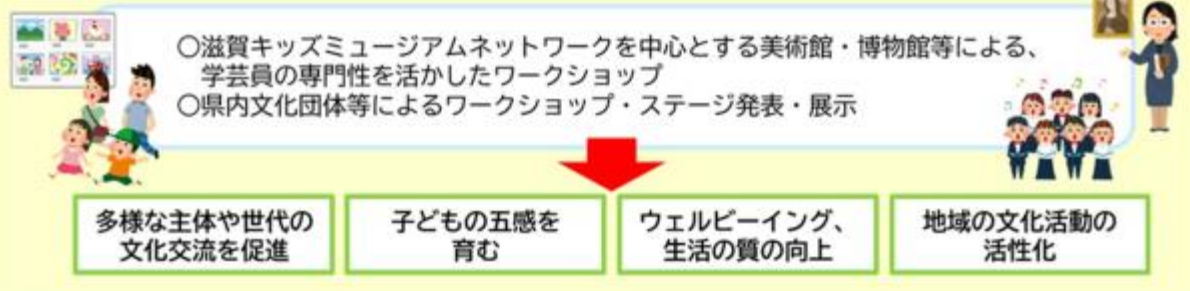 ○滋賀キッズミュージアムネットワークを中心とする美術館・博物館等による、
学芸員の専門性を活かしたワークショップ
○県内文化団体等によるワークショップ・ステージ発表・展示
多様な主体や世代の
文化交流を促進
子どもの五感を
育む
ウェルビーイング、
生活の質の向上
地域の文化活動の
活性化